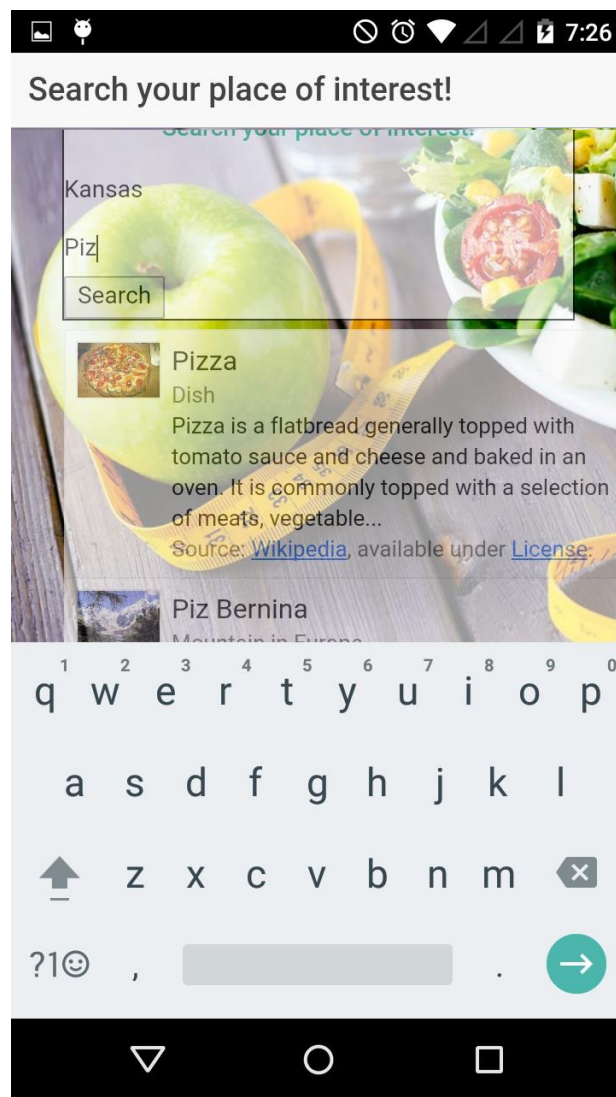 7:26
Search your place of interest!
Search your place of interest!
Kansas
Piz
Search
Pizza
Dish
Pizza is a flatbread generally topped with
tomato sauce and cheese and baked in an
oven. It is commonly topped with a selection
of meats, vegetable...
Source: Wikipedia, available under License.
Piz Bernina
Mountain in Europe
1 2 3 4 5 6 7 8 9 0
q w e r t y u i o p
a s d f g h j k l
z x c v b n m
?1☺ , .